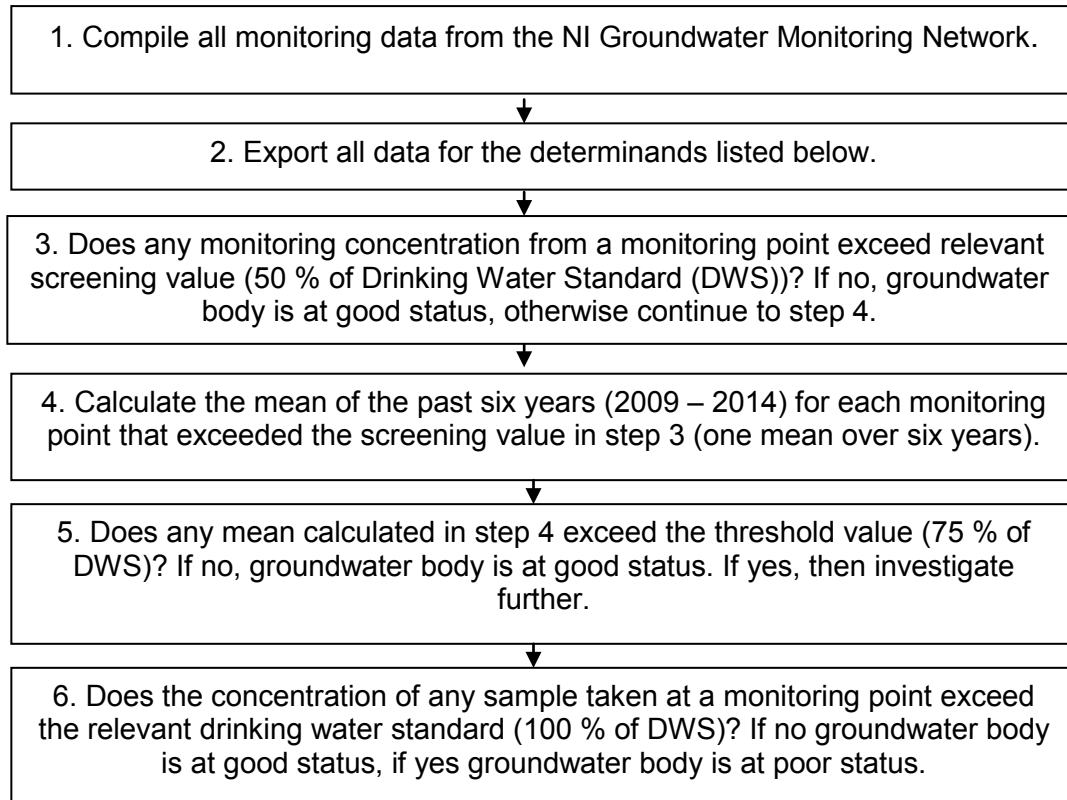 1. Compile all monitoring data from the NI Groundwater Monitoring Network.
2. Export all data for the determinands listed below.
3. Does any monitoring concentration from a monitoring point exceed relevant
screening value (50 % of Drinking Water Standard (DWS))? If no, groundwater
body is at good status, otherwise continue to step 4.
4. Calculate the mean of the past six years (2009 – 2014) for each monitoring
point that exceeded the screening value in step 3 (one mean over six years).
5. Does any mean calculated in step 4 exceed the threshold value (75 % of
DWS)? If no, groundwater body is at good status. If yes, then investigate
further.
6. Does the concentration of any sample taken at a monitoring point exceed
the relevant drinking water standard (100 % of DWS)? If no groundwater body
is at good status, if yes groundwater body is at poor status.